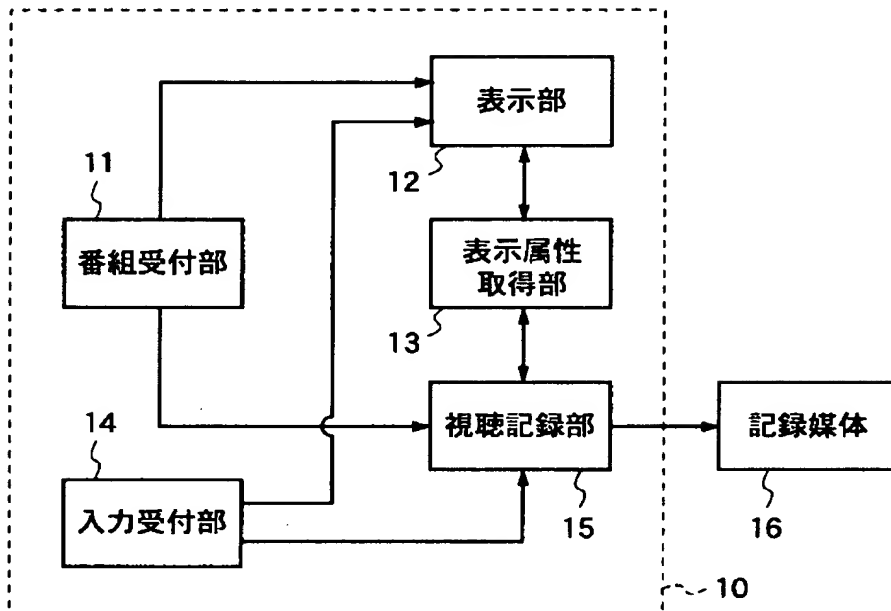 表示部
12
11
番組受付部
表示属性
取得部
13
14
入力受付部
視聴記録部
15
記録媒体
16
10